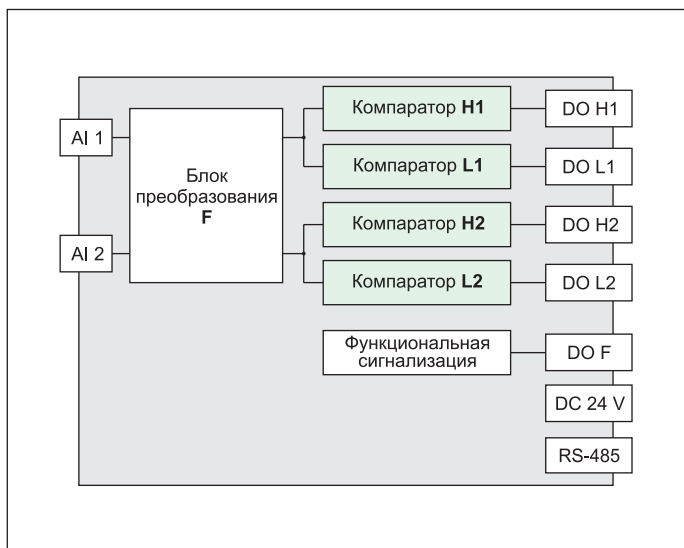 AI 1
AI 2
Блок
преобразования
F
Компаратор H1
Компаратор L1
Компаратор H2
Компаратор L2
Функциональная
сигнализация
DO H1
DO L1
DO H2
DO L2
DO F
DC 24 V
RS-485